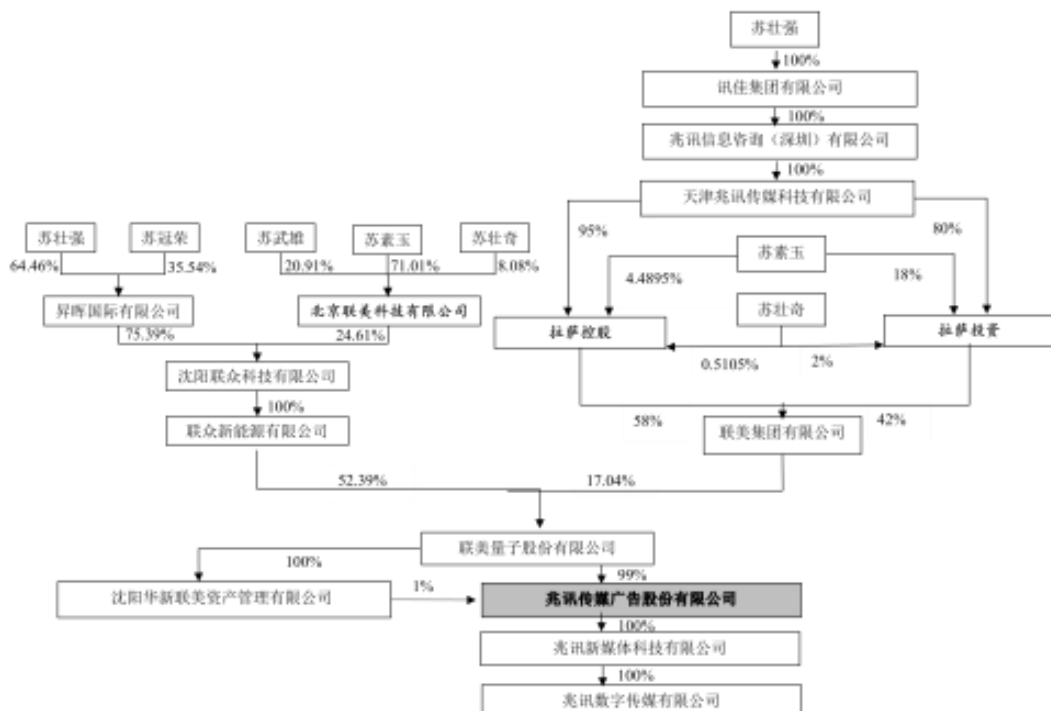 苏壮强
100%
讯佳集团有限公司
100%
兆讯信息咨询（深圳）有限公司
100%
天津兆讯传媒科技有限公司
95%
80%
苏壮强
苏冠荣
苏武雄
苏素玉
苏壮奇
苏素玉
64.46%
35.54%
20.91%
71.01%
8.08%
4.4895%
18%
昇晖国际有限公司
北京联美科技有限公司
苏壮奇
75.39%
24.61%
拉萨控股
拉萨投资
0.5105%
2%
沈阳联众科技有限公司
100%
58%
42%
联众新能源有限公司
联美集团有限公司
52.39%
17.04%
联美量子股份有限公司
100%
99%
沈阳华新联美资产管理有限公司
1%
兆讯传媒广告股份有限公司
100%
兆讯新媒体科技有限公司
100%
兆讯数字传媒有限公司